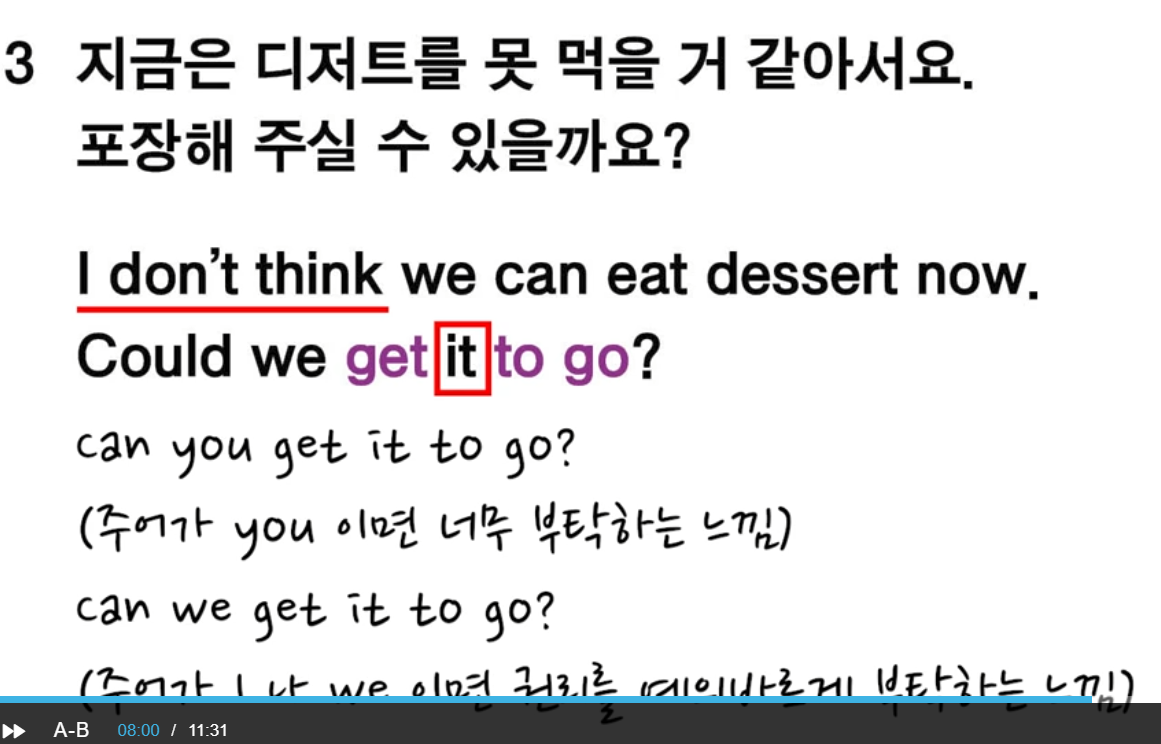 3 지금은 디저트를 못 먹을 거 같아서요.
포장해 주실 수 있을까요?
I don't think we can eat dessert now.
Could we get it to go?
can you get it to go?
(주어가 you 이면 너무 부탁하는 느낌)
can we get it to go?
(주어가 I 나 we 이면 권리를 예의바르게 부탁하는 느낌)
A-B 08:00 / 11:31